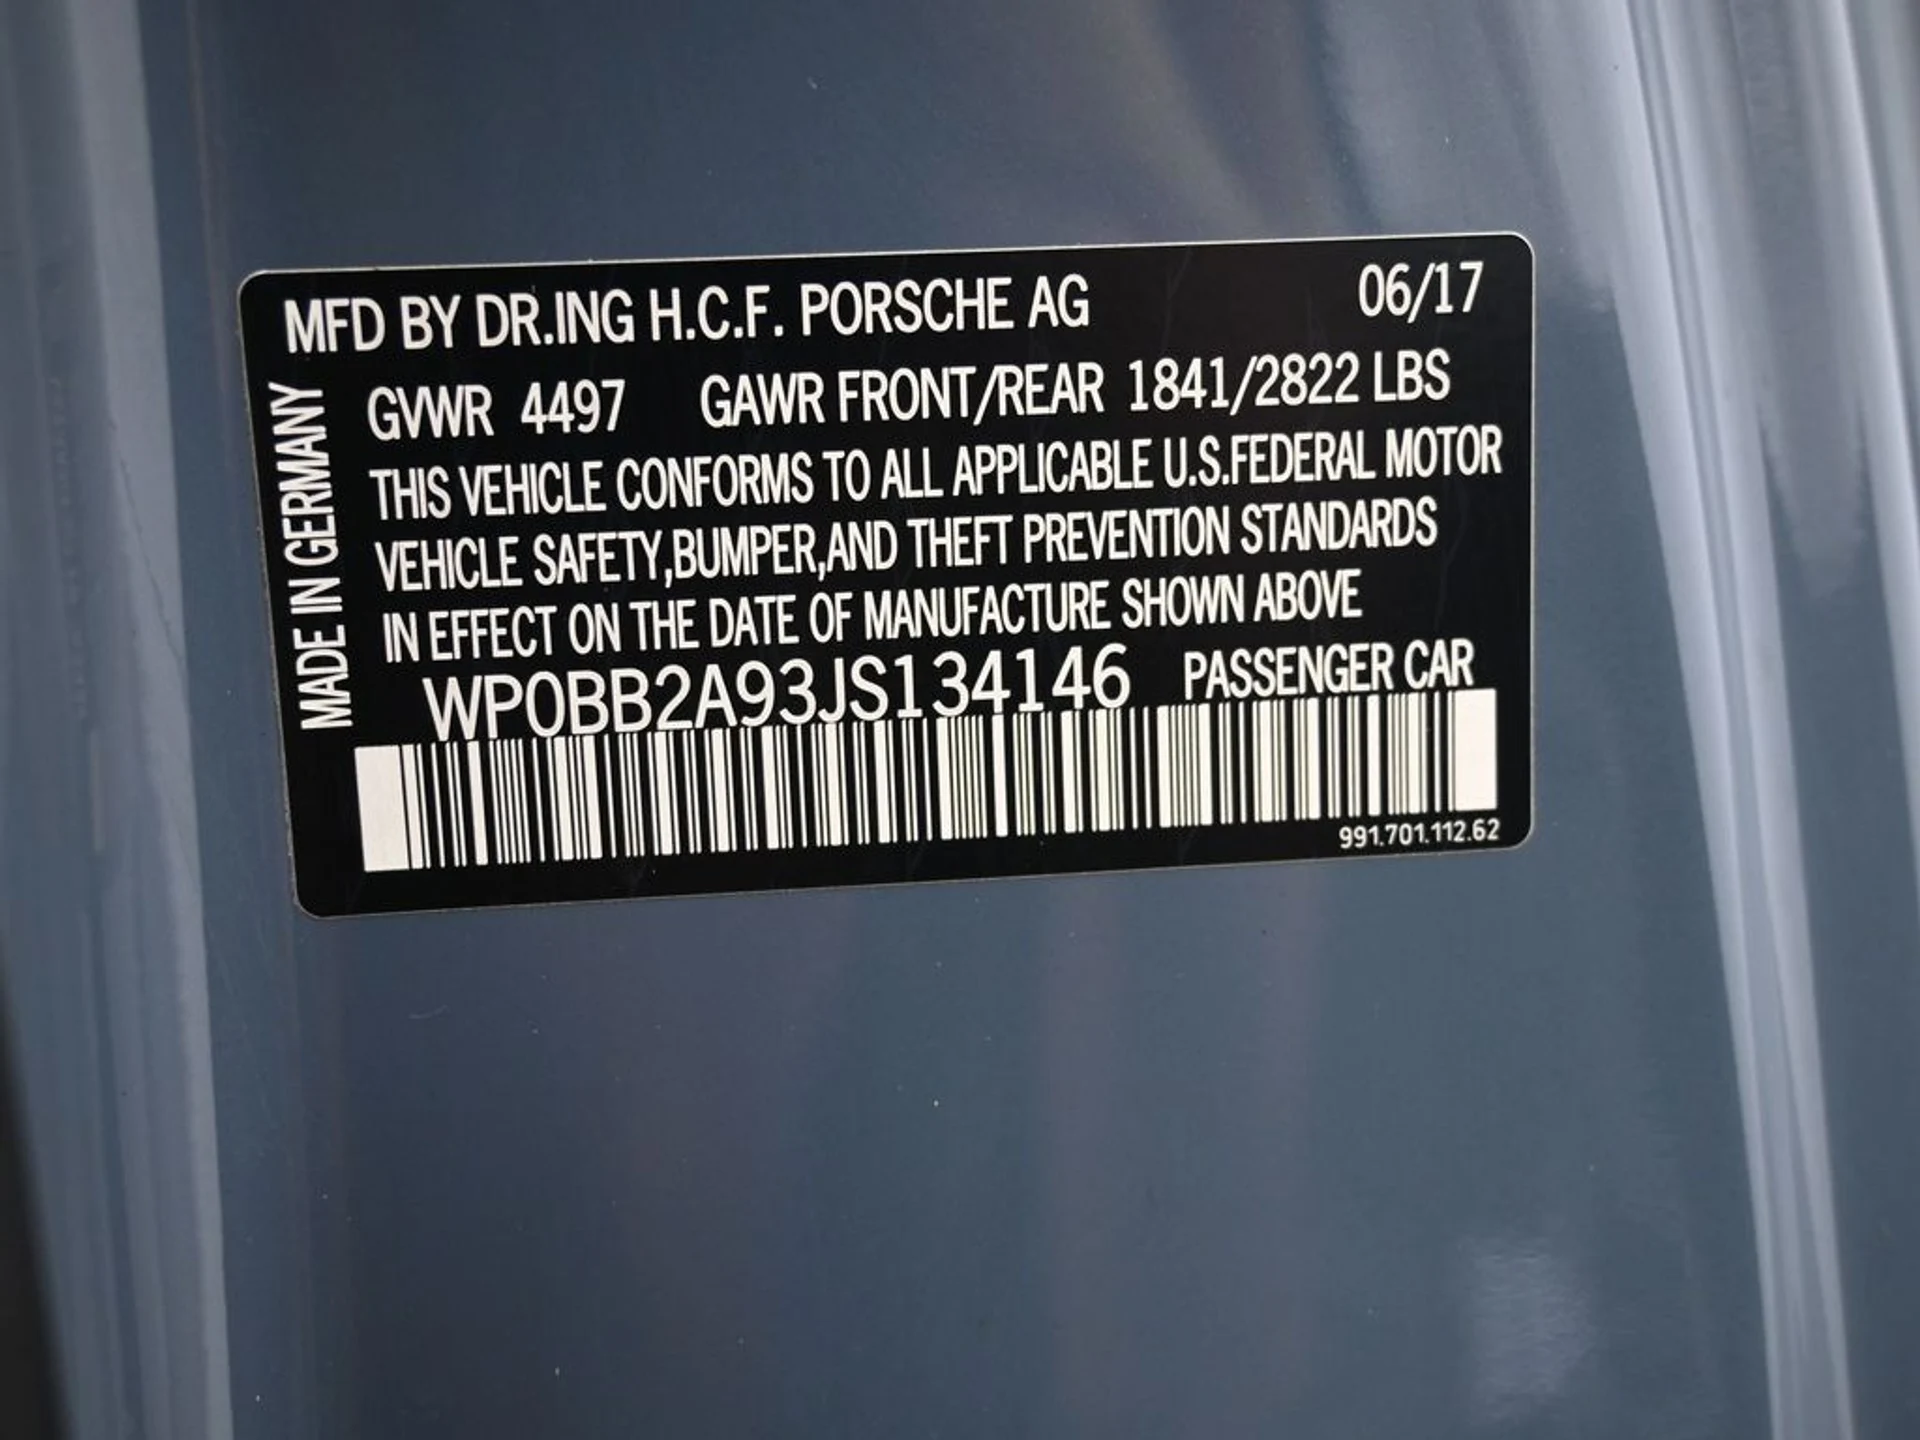 MFD BY DR.ING H.C.F. PORSCHE AG 06/17
GVWR 4497 GAWR FRONT/REAR 1841/2822 LBS
THIS VEHICLE CONFORMS TO ALL APPLICABLE U.S.FEDERAL MOTOR
VEHICLE SAFETY,BUMPER,AND THEFT PREVENTION STANDARDS
IN EFFECT ON THE DATE OF MANUFACTURE SHOWN ABOVE
WP0BB2A93JS134146 PASSENGER CAR
991.701.112.62
MADE IN GERMANY